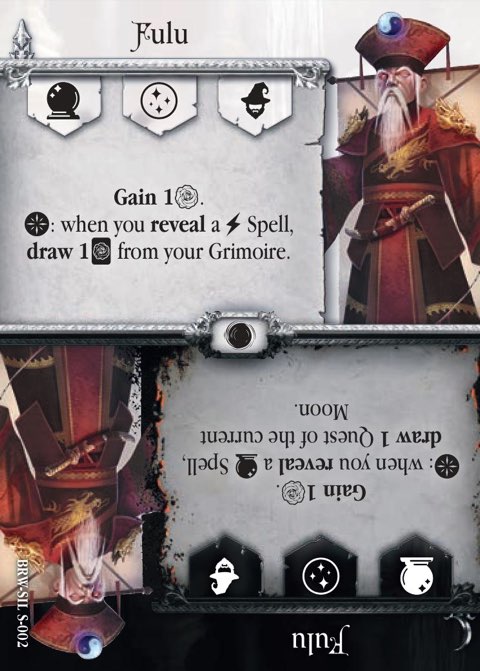 Fulu
Gain 1.
: when you reveal a Spell,
draw 1 from your Grimoire.
Fulu
Gain 1.
: when you reveal a Spell,
draw 1 Quest of the current
Moon.
BRW-SIL S-002